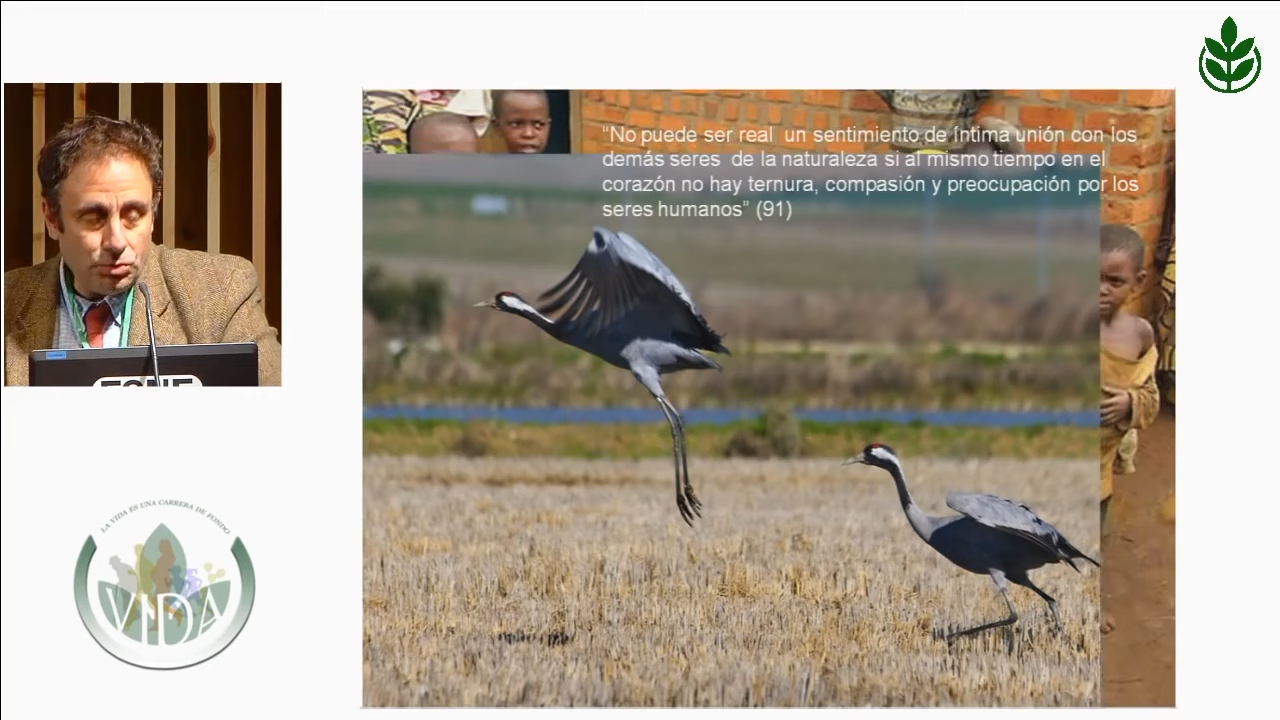 “No puede ser real un sentimiento de íntima unión con los
demás seres de la naturaleza si al mismo tiempo en el
corazón no hay ternura, compasión y preocupación por los
seres humanos” (91)
LA VIDA ES UNA CARRERA DE FONDO
VIDA